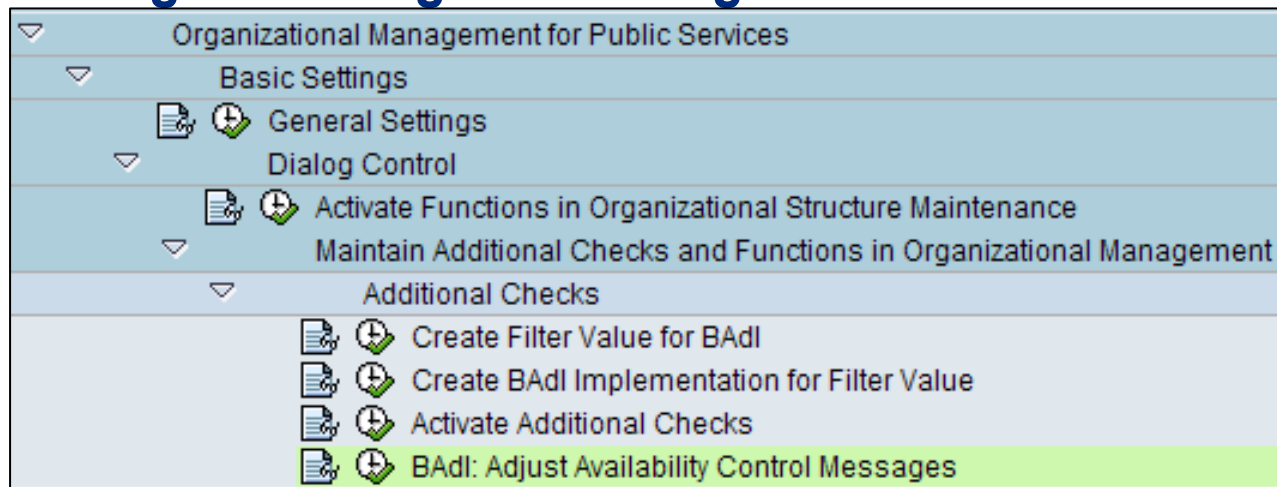 Organizational Management for Public Services
Basic Settings
General Settings
Dialog Control
Activate Functions in Organizational Structure Maintenance
Maintain Additional Checks and Functions in Organizational Management
Additional Checks
Create Filter Value for BAdI
Create BAdI Implementation for Filter Value
Activate Additional Checks
BAdI: Adjust Availability Control Messages